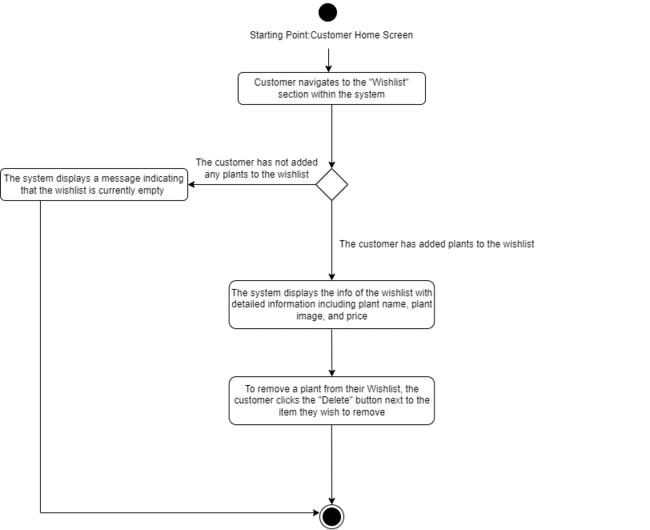 Starting Point:Customer Home Screen
Customer navigates to the "Wishlist"
section within the system
The customer has not added
any plants to the wishlist
The system displays a message indicating
that the wishlist is currently empty
The customer has added plants to the wishlist
The system displays the info of the wishlist with
detailed information including plant name, plant
image, and price
To remove a plant from their Wishlist, the
customer clicks the "Delete" button next to the
item they wish to remove